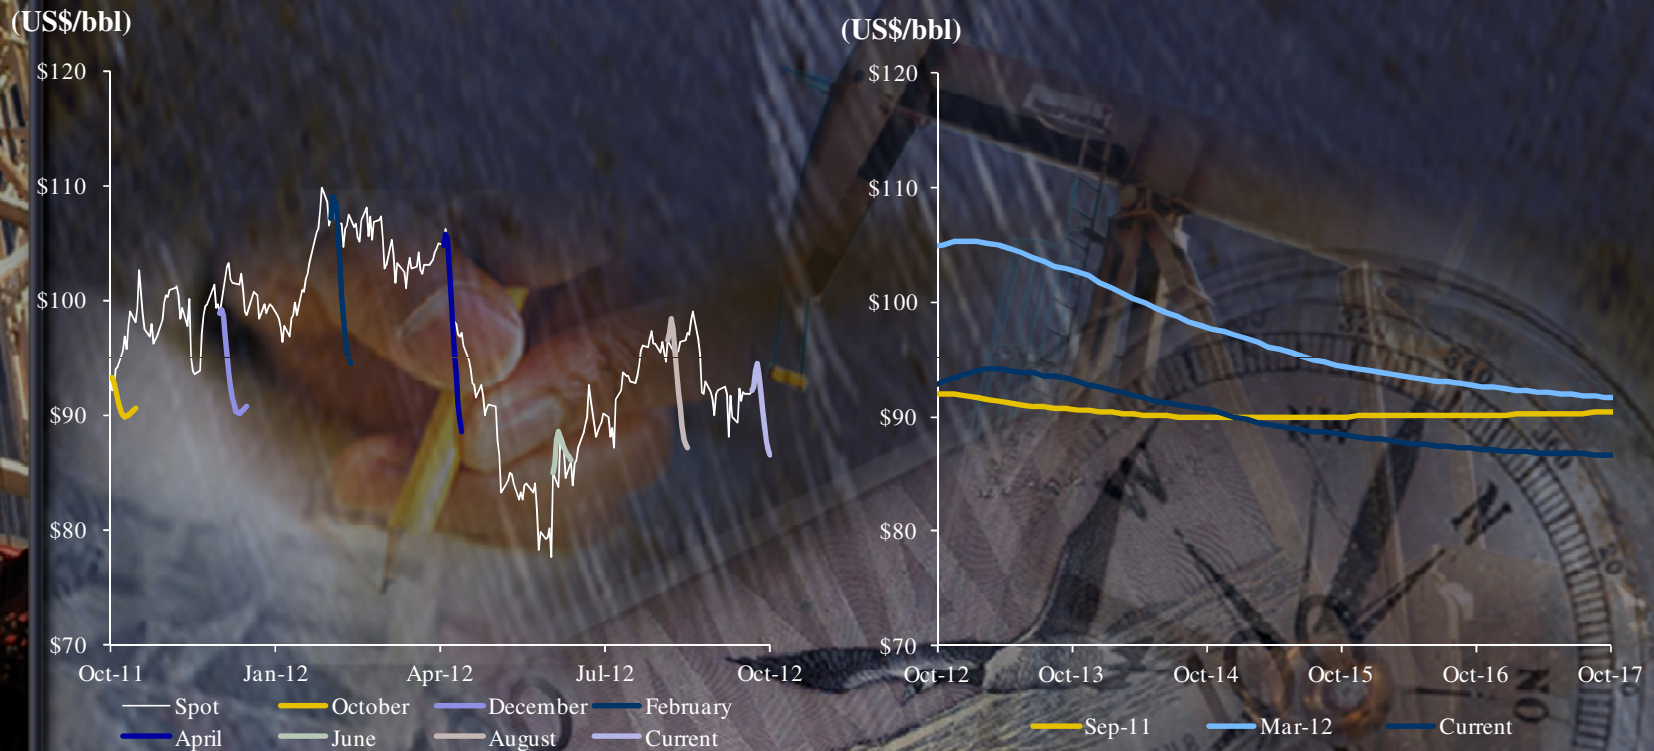 (US$/bbl)
$120
$110
$100
$90
$80
$70
Oct-11 Jan-12 Apr-12 Jul-12 Oct-12
Spot October December February
April June August Current
(US$/bbl)
$120
$110
$100
$90
$80
$70
Oct-12 Oct-13 Oct-14 Oct-15 Oct-16 Oct-17
Sep-11 Mar-12 Current